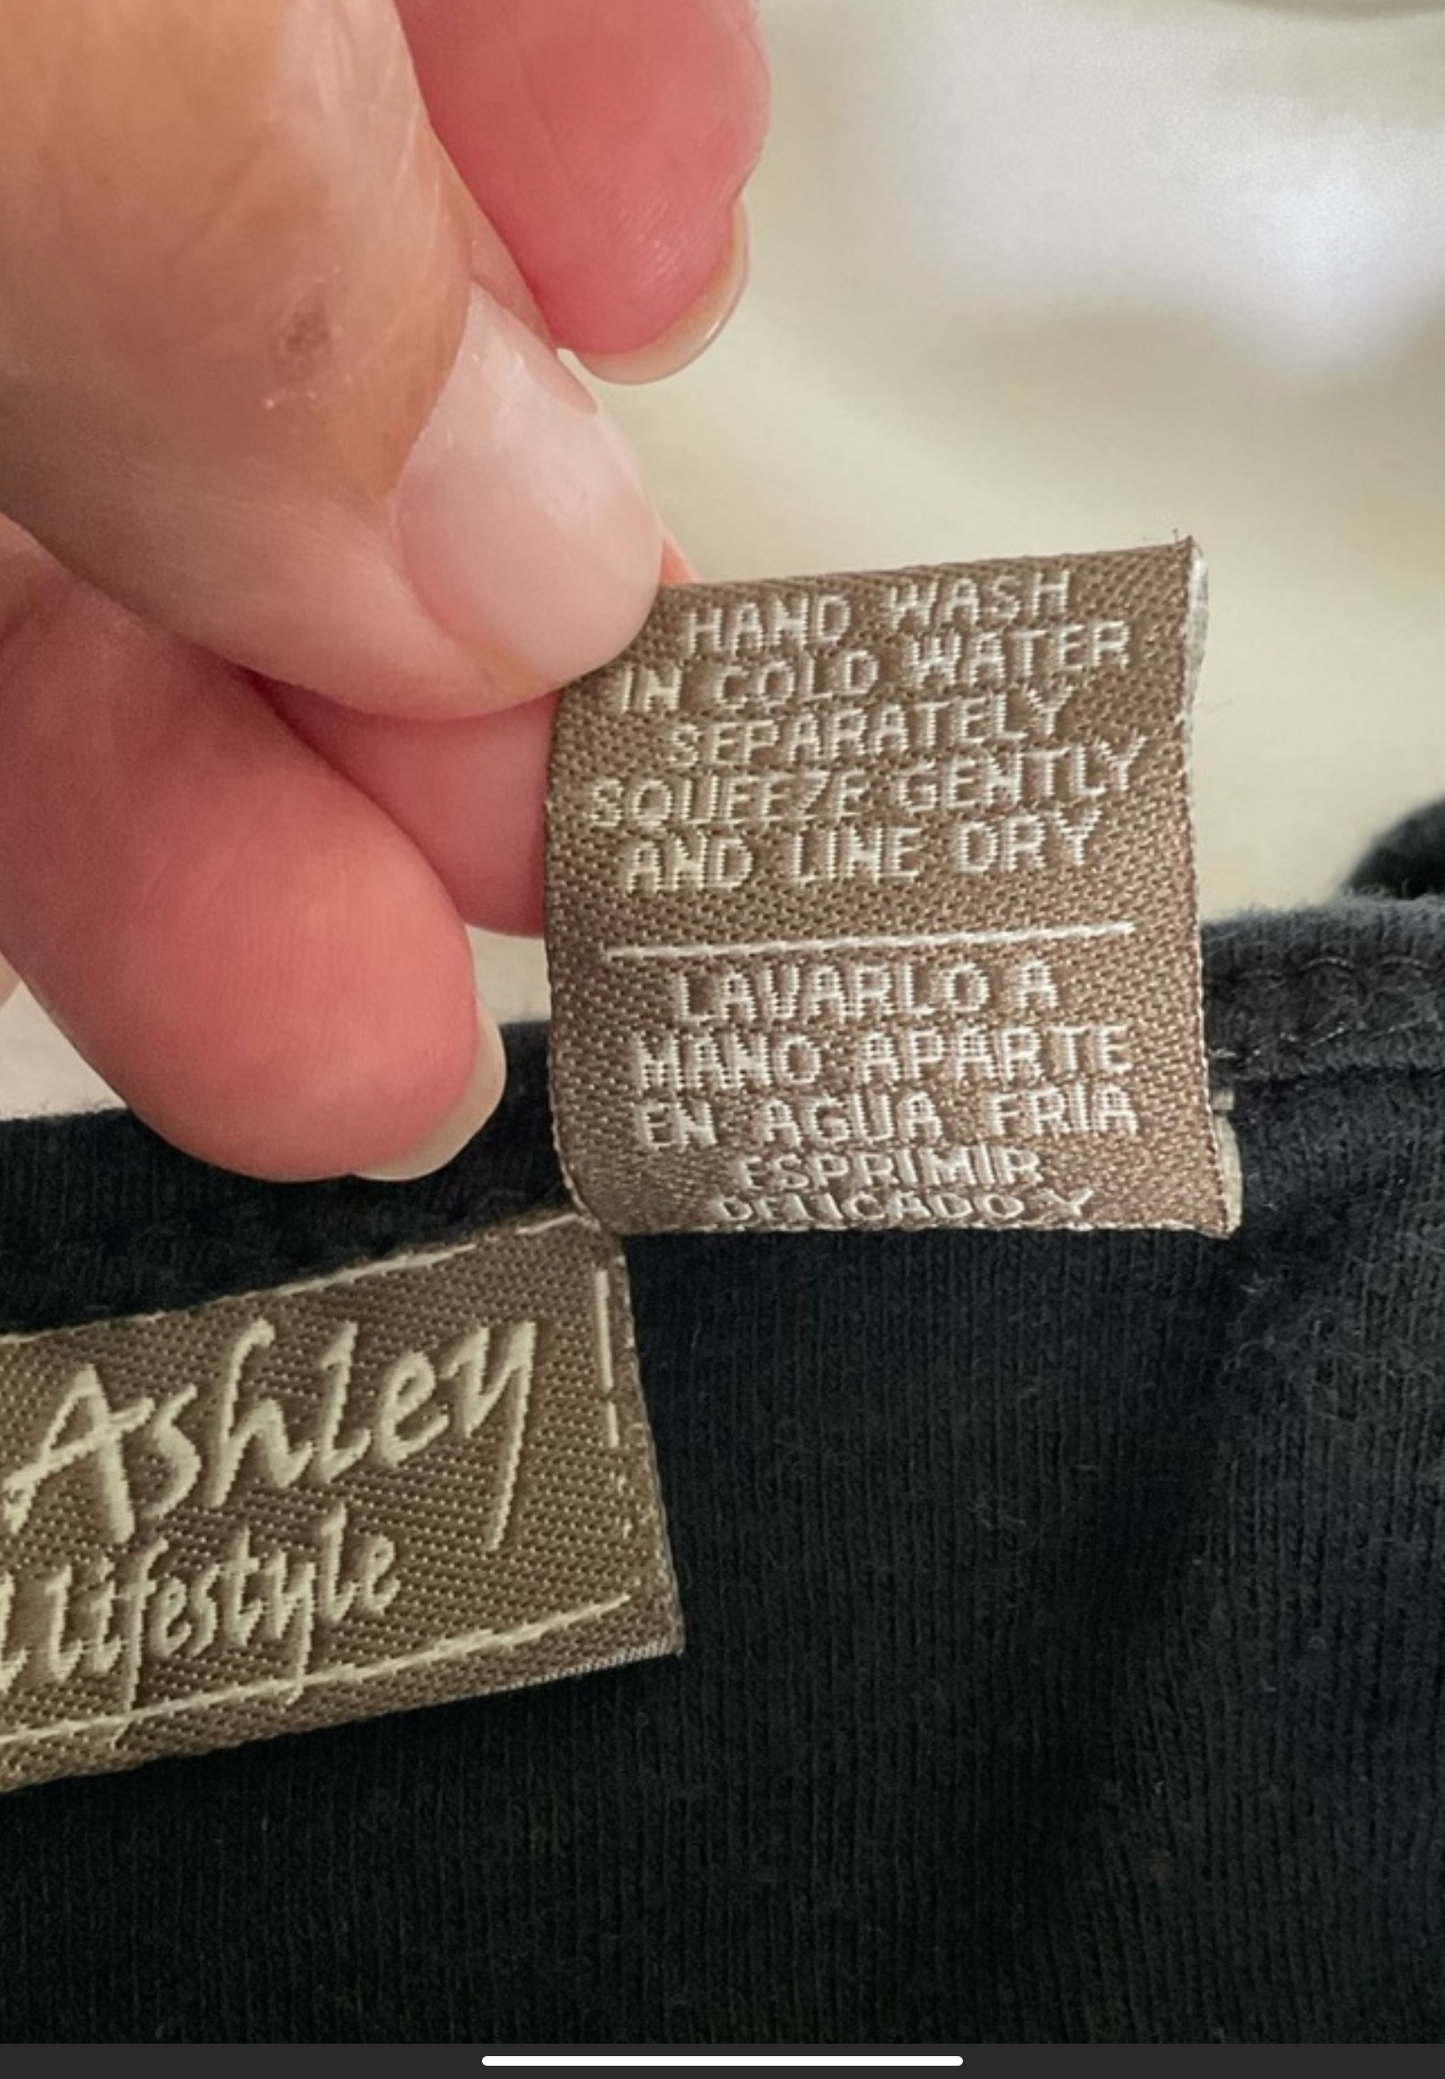 HAND WASH
IN COLD WATER
SEPARATELY
SQUEEZE GENTLY
AND LINE DRY
LAVARLO A
MANO APARTE
EN AGUA FRIA
ESPRIMIR
DELICADO Y
Ashley
lifestyle